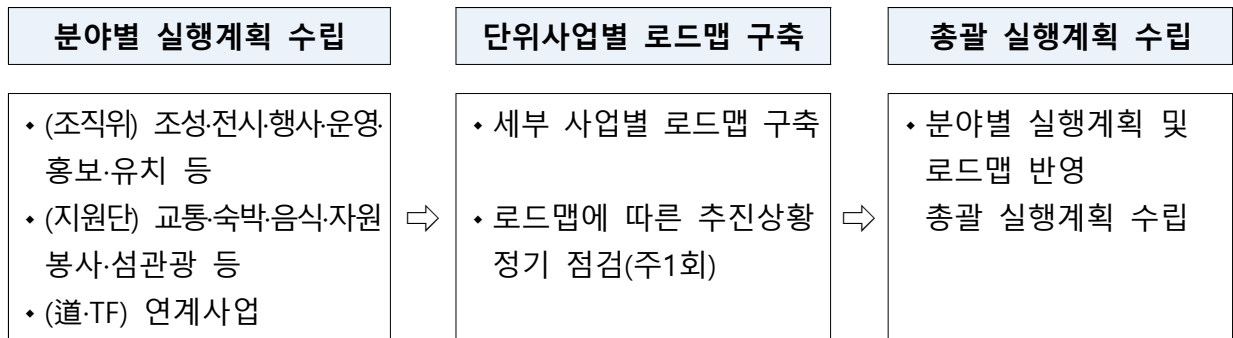 분야별 실행계획 수립
단위사업별 로드맵 구축
총괄 실행계획 수립
• (조직위) 조성·전시·행사·운영·
홍보·유치 등
• (지원단) 교통·숙박·음식·자원
봉사·섬관광 등
• (道·TF) 연계사업
⇨
• 세부 사업별 로드맵 구축
• 로드맵에 따른 추진상황
정기 점검(주1회)
⇨
• 분야별 실행계획 및
로드맵 반영
총괄 실행계획 수립